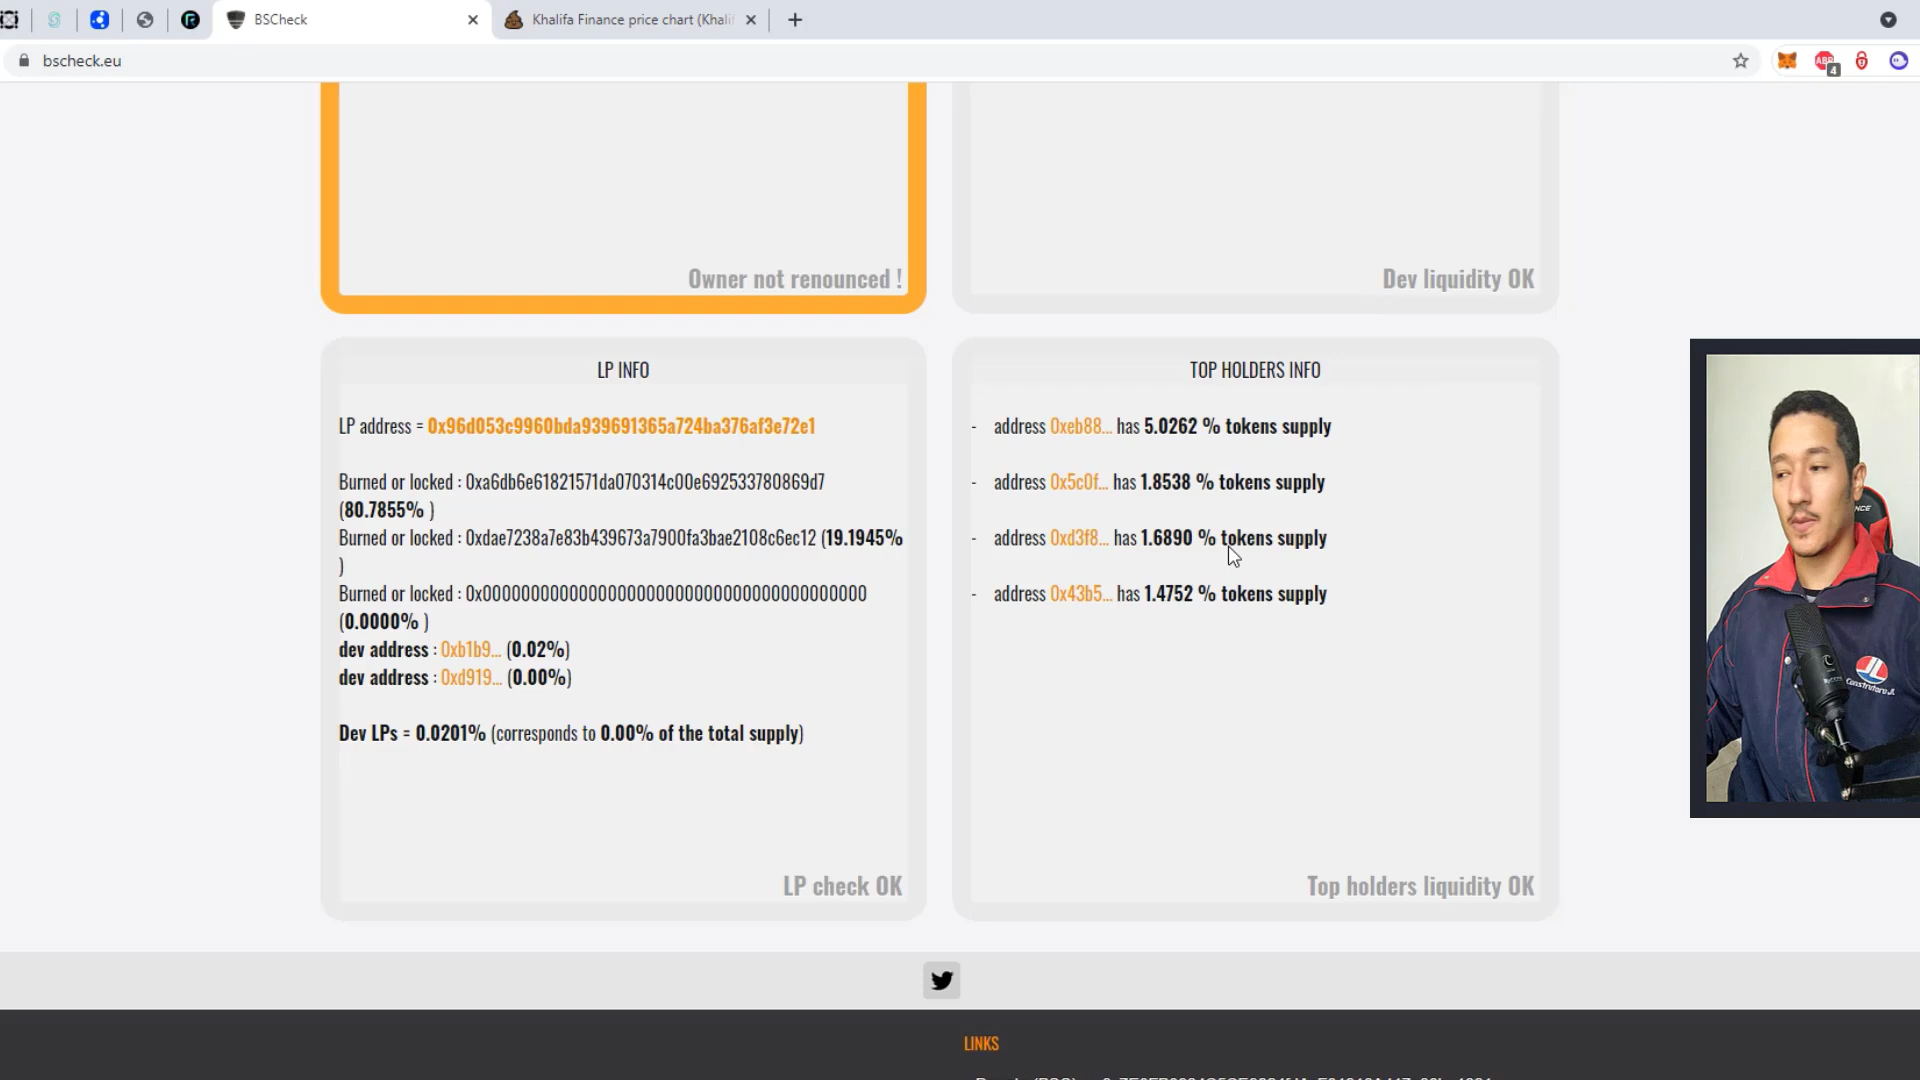 BSCheck
Khalifa Finance price chart (Khalif
bscheck.eu
4
Owner not renounced !
Dev liquidity OK
LP INFO
LP address = 0x96d053c9960bda939691365a724ba376af3e72e1
Burned or locked : 0xa6db6e61821571da070314c00e692533780869d7
(80.7855% )
Burned or locked : 0xdae7238a7e83b439673a7900fa3bae2108c6ec12 (19.1945%
)
Burned or locked : 0x0000000000000000000000000000000000000000
(0.0000% )
dev address : 0xb1b9... (0.02%)
dev address : 0xd919... (0.00%)
Dev LPs = 0.0201% (corresponds to 0.00% of the total supply)
LP check OK
TOP HOLDERS INFO
- address 0xeb88... has 5.0262 % tokens supply
- address 0x5c0f... has 1.8538 % tokens supply
- address 0xd3f8... has 1.6890 % tokens supply
- address 0x43b5... has 1.4752 % tokens supply
Top holders liquidity OK
NCE
Construtora JL
LINKS